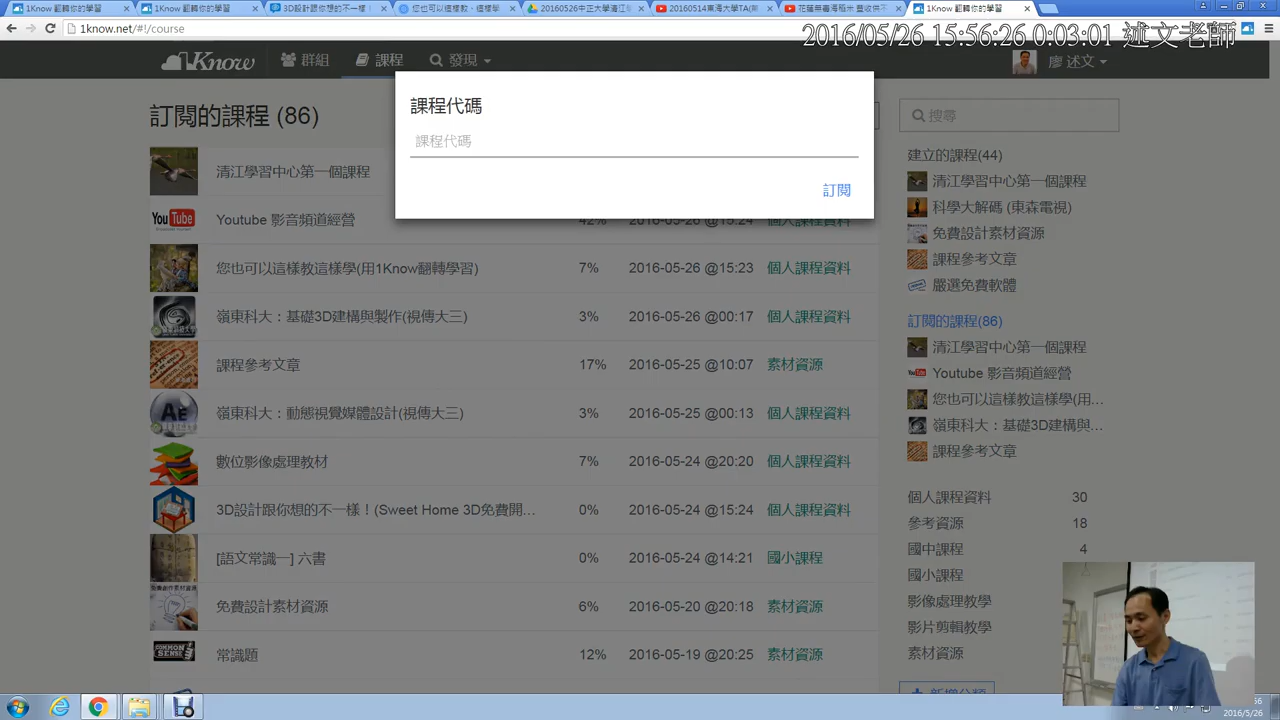 1Know 翻轉你的學習
1Know 翻轉你的學習
3D設計跟你想的不一樣！
您也可以這樣教、這樣學
20160526中正大學清江學
20160514東海大學TA(劑
1Know 翻轉你的學習
1know.net/#!/course
2016/05/26 15:56:26 0:03:01 述文老師
1Know
群組
課程
發現
廖 述文
訂閱的課程 (86)
課程代碼
課程代碼
訂閱
搜尋
清江學習中心第一個課程
Youtube 影音頻道經營
42%
2016-05-26 @15:24
個人課程資料
您也可以這樣教這樣學(用1Know翻轉學習)
7%
2016-05-26 @15:23
個人課程資料
嶺東科大：基礎3D建構與製作(視傳大三)
3%
2016-05-26 @00:17
個人課程資料
課程參考文章
17%
2016-05-25 @10:07
素材資源
嶺東科大：動態視覺媒體設計(視傳大三)
3%
2016-05-25 @00:13
個人課程資料
數位影像處理教材
7%
2016-05-24 @20:20
個人課程資料
3D設計跟你想的不一樣！(Sweet Home 3D免費開...
0%
2016-05-24 @15:24
個人課程資料
[語文常識一] 六書
0%
2016-05-24 @14:21
國小課程
免費設計素材資源
6%
2016-05-20 @20:18
素材資源
常識題
12%
2016-05-19 @20:25
素材資源
You Tube
AE
COMMON SENSE
建立的課程(44)
清江學習中心第一個課程
科學大解碼 (東森電視)
免費設計素材資源
課程參考文章
嚴選免費軟體
訂閱的課程(86)
清江學習中心第一個課程
Youtube 影音頻道經營
您也可以這樣教這樣學(用...
嶺東科大：基礎3D建構與...
課程參考文章
個人課程資料 30
參考資源 18
國中課程 4
國小課程
影像處理教學
影片剪輯教學
素材資源
新增分類
2016/5/26